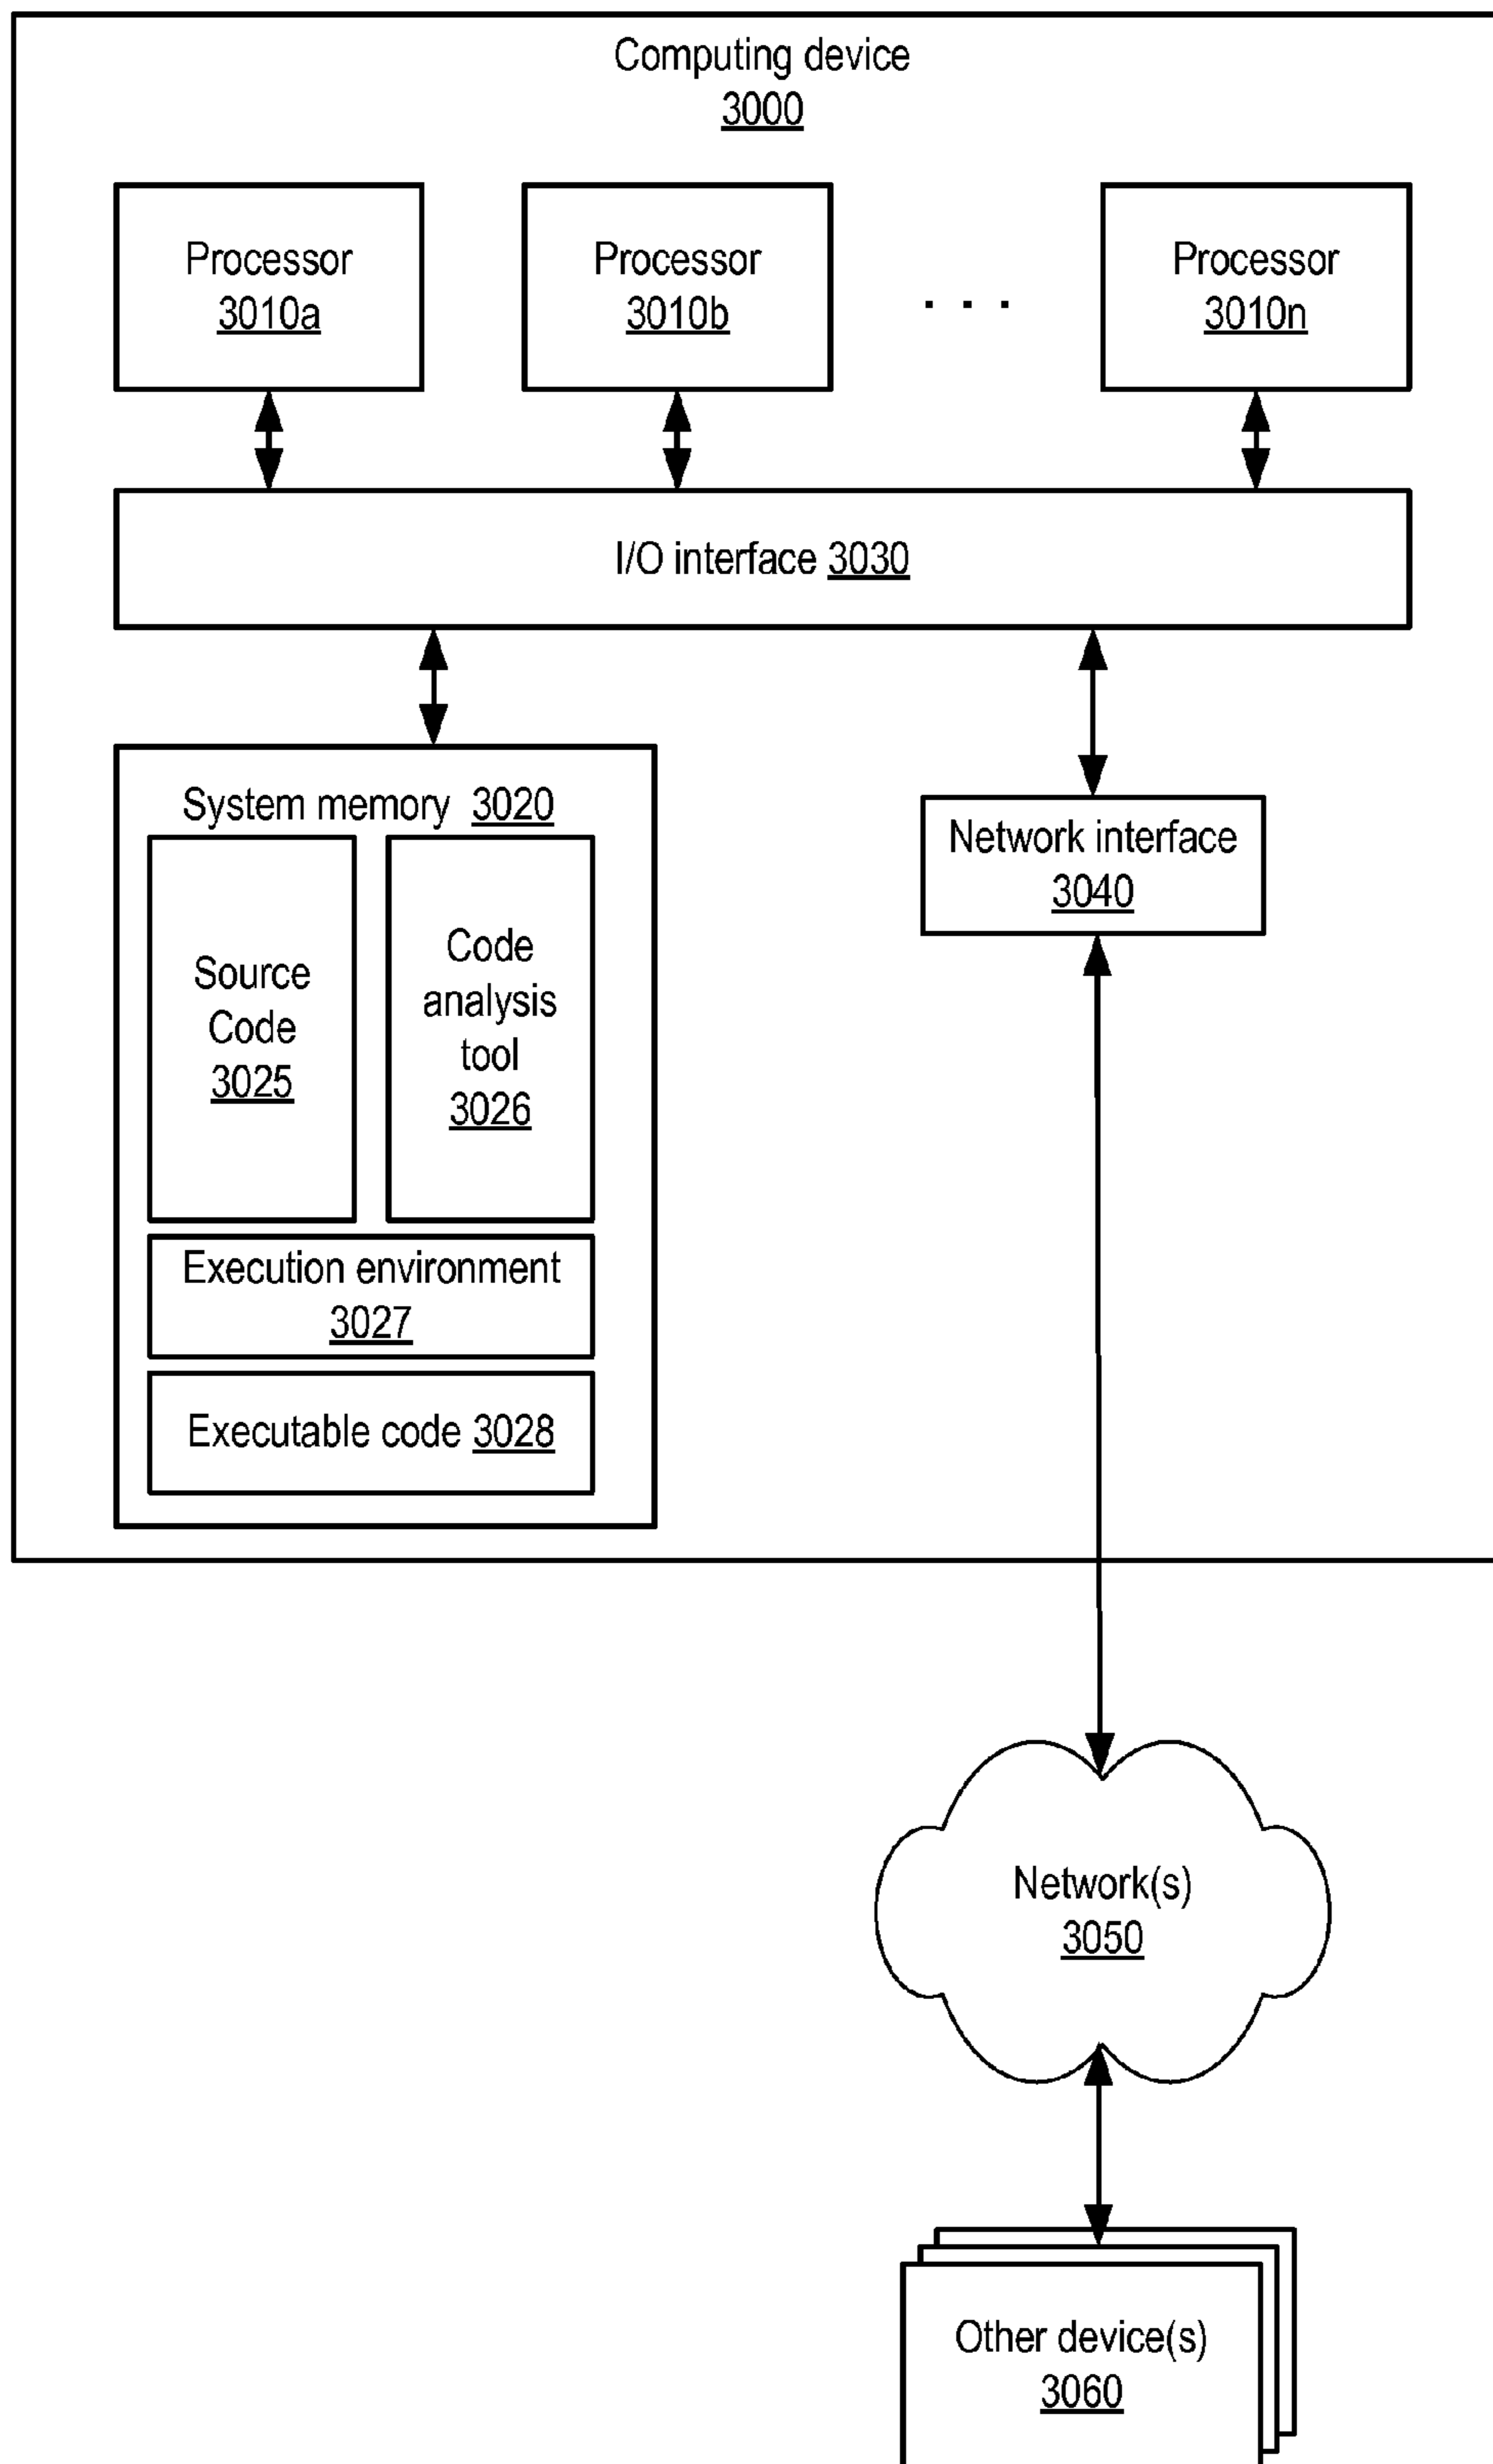 Computing device
3000
Processor
3010a
Processor
3010b
. . .
Processor
3010n
I/O interface 3030
System memory 3020
Source
Code
3025
Code
analysis
tool
3026
Execution environment
3027
Executable code 3028
Network interface
3040
Network(s)
3050
Other device(s)
3060